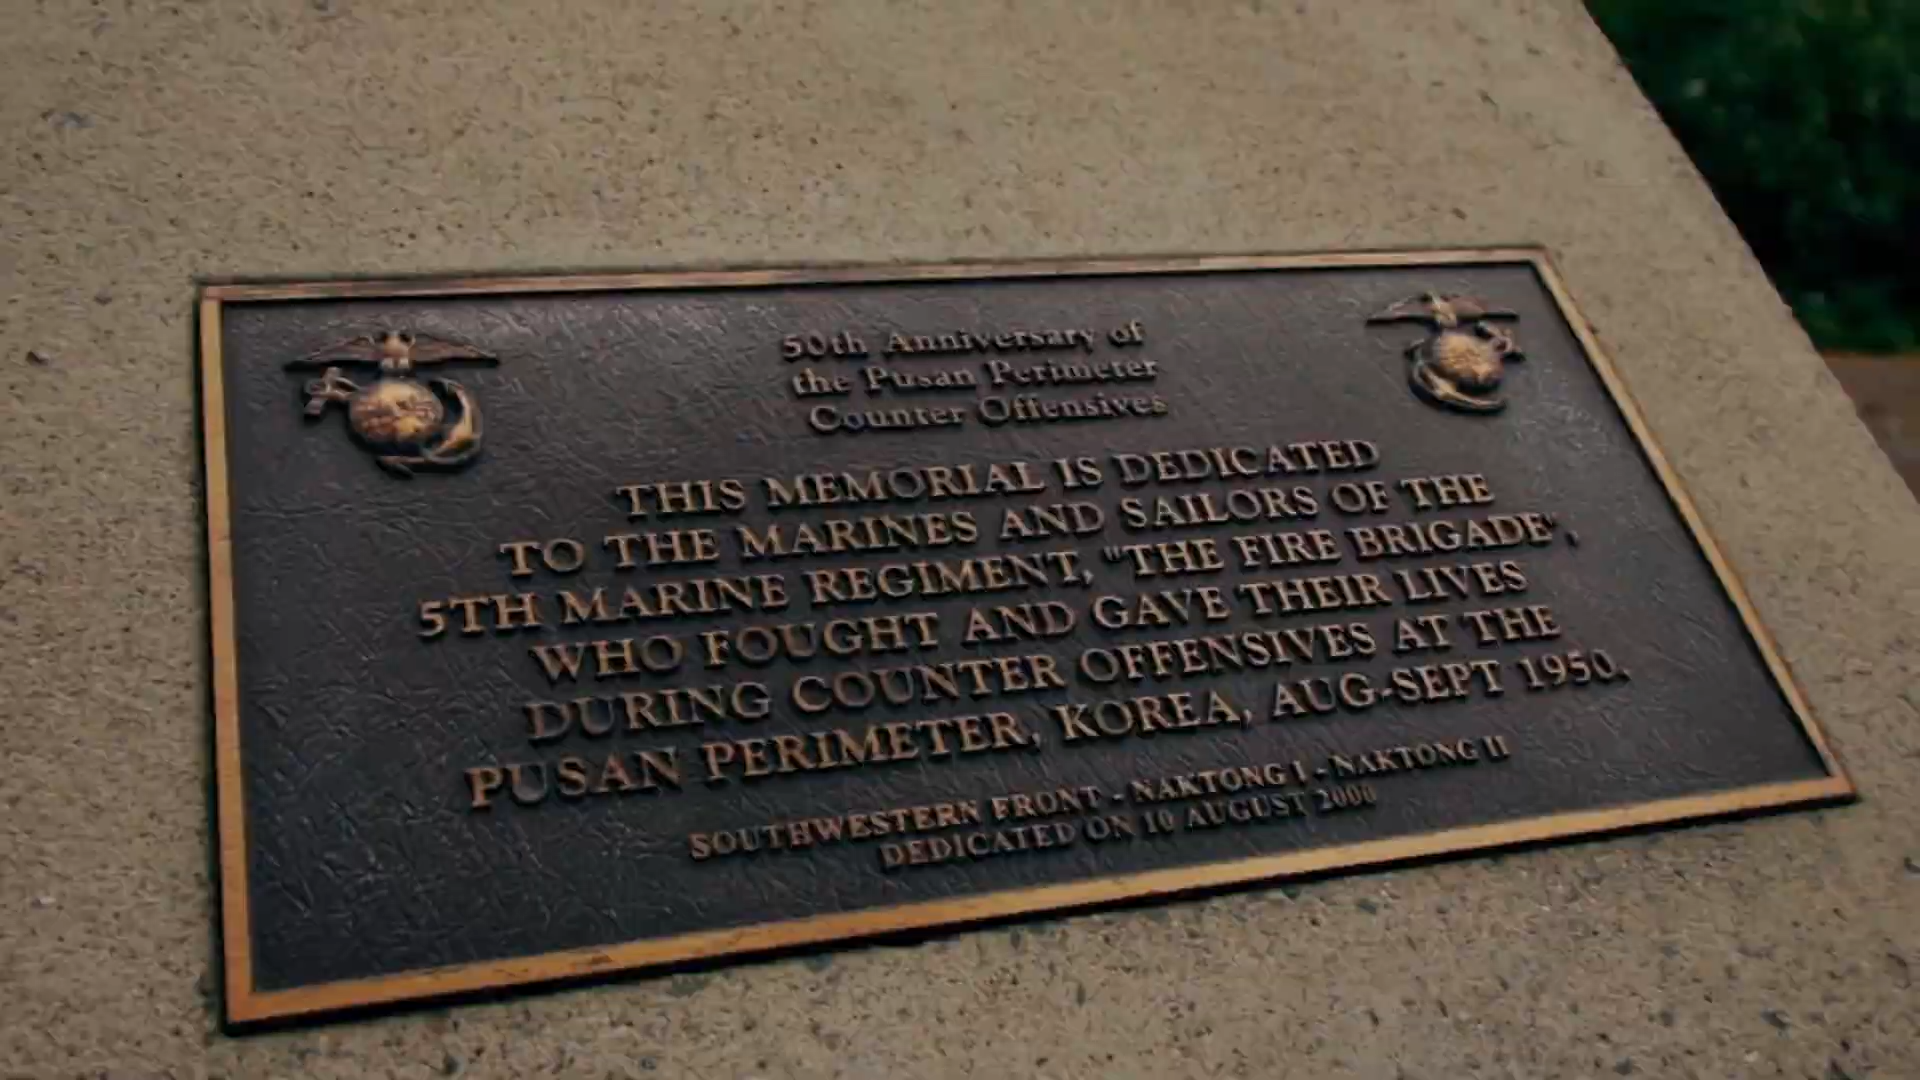 50th Anniversary of
the Pusan Perimeter
Counter Offensives
THIS MEMORIAL IS DEDICATED
TO THE MARINES AND SAILORS OF THE
5TH MARINE REGIMENT, "THE FIRE BRIGADE",
WHO FOUGHT AND GAVE THEIR LIVES
DURING COUNTER OFFENSIVES AT THE
PUSAN PERIMETER, KOREA, AUG-SEPT 1950.
SOUTHWESTERN FRONT - NAKTONG I - NAKTONG II
DEDICATED ON 10 AUGUST 2000